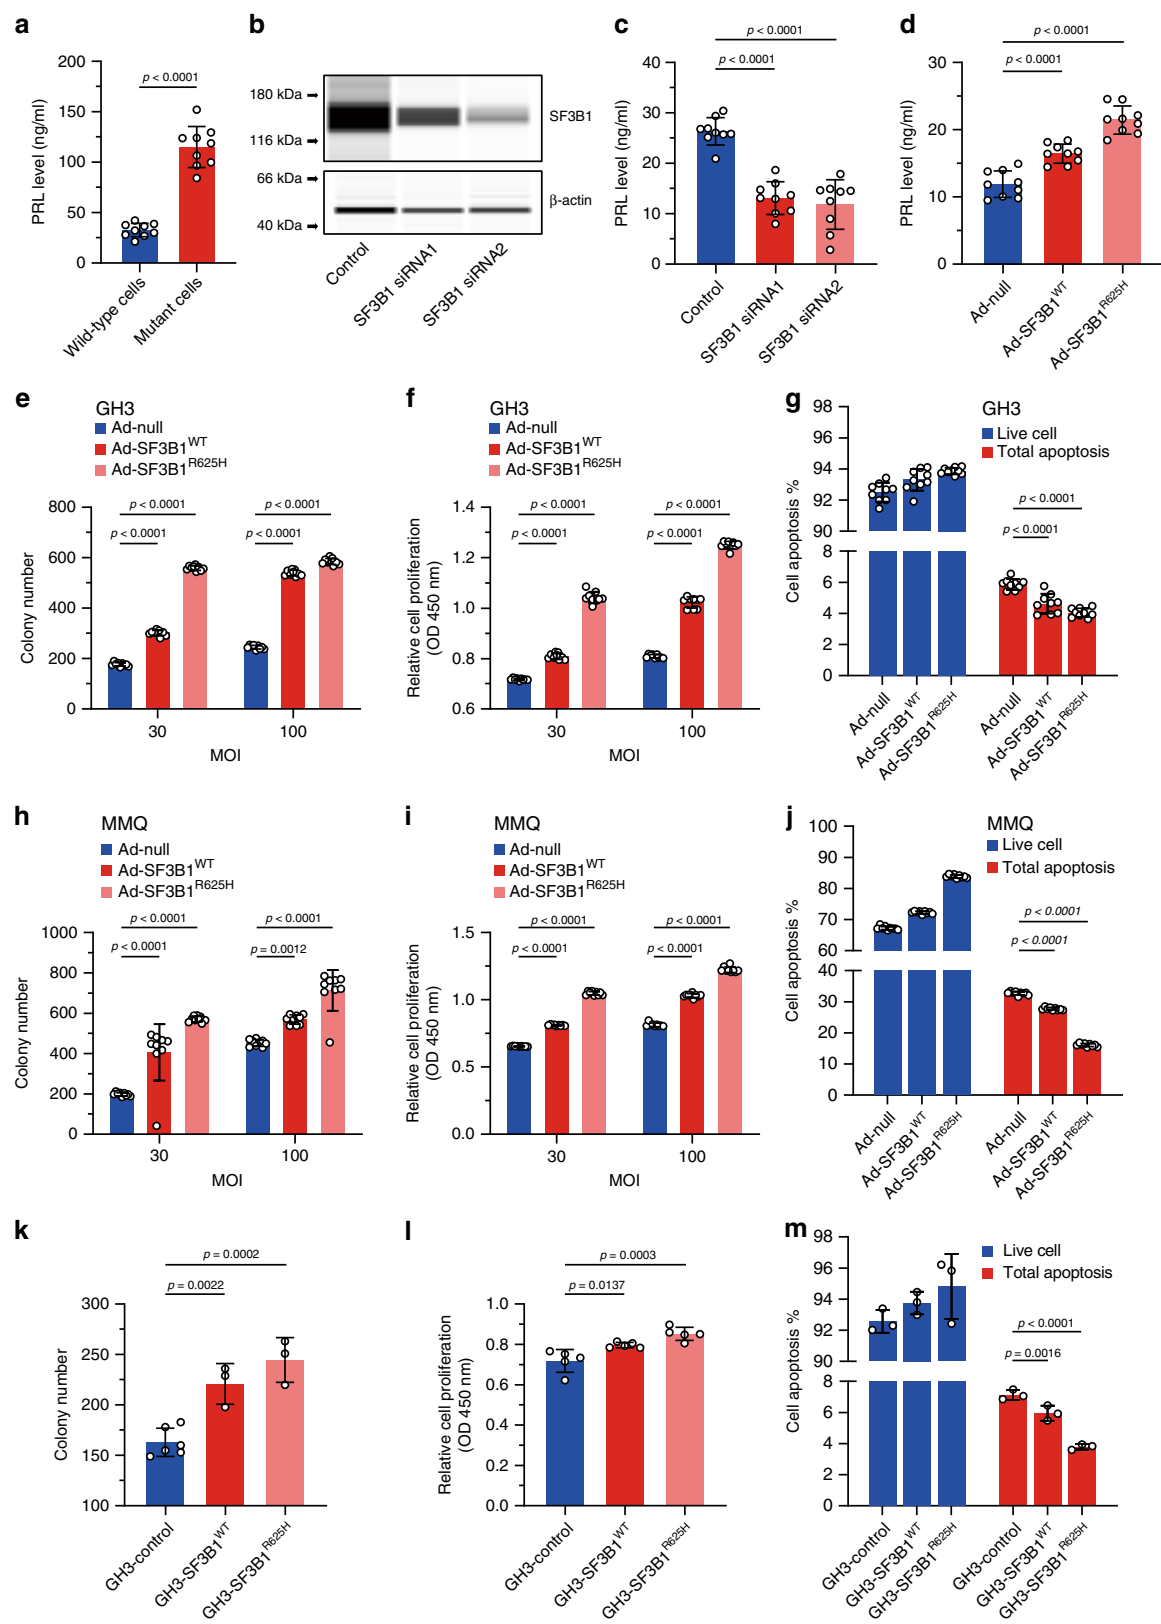 a
200
150
100
50
0
PRL level (ng/ml)
p < 0.0001
Wild-type cells
Mutant cells
b
180 kDa
116 kDa
66 kDa
40 kDa
SF3B1
β-actin
Control
SF3B1 siRNA1
SF3B1 siRNA2
c
p < 0.0001
p < 0.0001
40
30
20
10
0
PRL level (ng/ml)
Control
SF3B1 siRNA1
SF3B1 siRNA2
d
p < 0.0001
p < 0.0001
30
20
10
0
PRL level (ng/ml)
Ad-null
Ad-SF3B1WT
Ad-SF3B1R625H
e
GH3
Ad-null
Ad-SF3B1WT
Ad-SF3B1R625H
p < 0.0001
p < 0.0001
p < 0.0001
p < 0.0001
800
600
400
200
0
Colony number
30
100
MOI
f
GH3
Ad-null
Ad-SF3B1WT
Ad-SF3B1R625H
p < 0.0001
p < 0.0001
p < 0.0001
p < 0.0001
1.4
1.2
1.0
0.8
0.6
Relative cell proliferation
(OD 450 nm)
30
100
MOI
g
GH3
Live cell
Total apoptosis
98
96
94
92
90
8
6
4
2
0
Cell apoptosis %
p < 0.0001
p < 0.0001
Ad-null
Ad-SF3B1WT
Ad-SF3B1R625H
Ad-null
Ad-SF3B1WT
Ad-SF3B1R625H
h
MMQ
Ad-null
Ad-SF3B1WT
Ad-SF3B1R625H
p < 0.0001
p < 0.0001
p < 0.0001
p = 0.0012
1000
800
600
400
200
0
Colony number
30
100
MOI
i
MMQ
Ad-null
Ad-SF3B1WT
Ad-SF3B1R625H
p < 0.0001
p < 0.0001
p < 0.0001
p < 0.0001
1.5
1.0
0.5
0.0
Relative cell proliferation
(OD 450 nm)
30
100
MOI
j
MMQ
Live cell
Total apoptosis
100
90
80
70
60
40
30
20
10
0
Cell apoptosis %
p < 0.0001
p < 0.0001
Ad-null
Ad-SF3B1WT
Ad-SF3B1R625H
Ad-null
Ad-SF3B1WT
Ad-SF3B1R625H
k
p = 0.0002
p = 0.0022
300
250
200
150
100
Colony number
GH3-control
GH3-SF3B1WT
GH3-SF3B1R625H
l
p = 0.0003
p = 0.0137
1.0
0.8
0.6
0.4
0.2
0.0
Relative cell proliferation
(OD 450 nm)
GH3-control
GH3-SF3B1WT
GH3-SF3B1R625H
m
Live cell
Total apoptosis
98
96
94
92
90
8
6
4
2
0
Cell apoptosis %
p < 0.0001
p = 0.0016
GH3-control
GH3-SF3B1WT
GH3-SF3B1R625H
GH3-control
GH3-SF3B1WT
GH3-SF3B1R625H